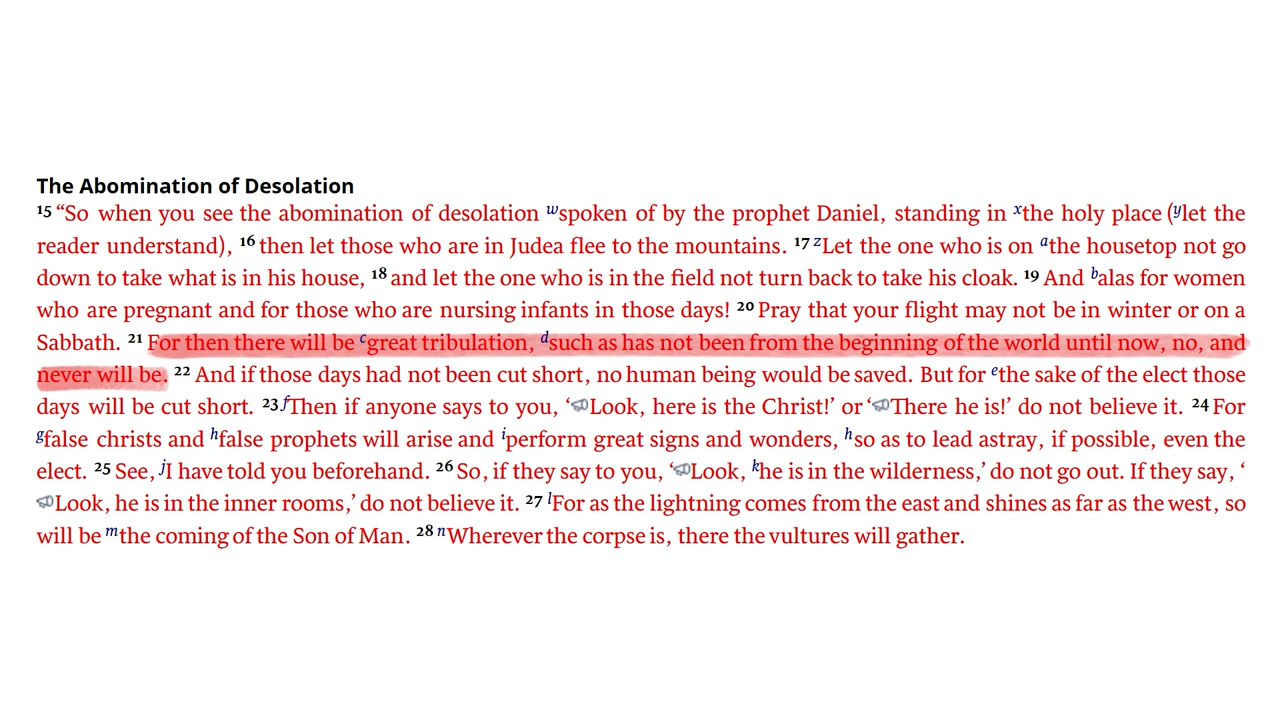 The Abomination of Desolation
15 “So when you see the abomination of desolation wspoken of by the prophet Daniel, standing in xthe holy place (ylet the
reader understand), 16 then let those who are in Judea flee to the mountains. 17 zLet the one who is on athe housetop not go
down to take what is in his house, 18 and let the one who is in the field not turn back to take his cloak. 19 And balas for women
who are pregnant and for those who are nursing infants in those days! 20 Pray that your flight may not be in winter or on a
Sabbath. 21 For then there will be cgreat tribulation, dsuch as has not been from the beginning of the world until now, no, and
never will be. 22 And if those days had not been cut short, no human being would be saved. But for ethe sake of the elect those
days will be cut short. 23 fThen if anyone says to you, ‘Look, here is the Christ!’ or ‘There he is!’ do not believe it. 24 For
gfalse christs and hfalse prophets will arise and iperform great signs and wonders, hso as to lead astray, if possible, even the
elect. 25 See, jI have told you beforehand. 26 So, if they say to you, ‘Look, khe is in the wilderness,’ do not go out. If they say, ‘
Look, he is in the inner rooms,’ do not believe it. 27 lFor as the lightning comes from the east and shines as far as the west, so
will be mthe coming of the Son of Man. 28 nWherever the corpse is, there the vultures will gather.